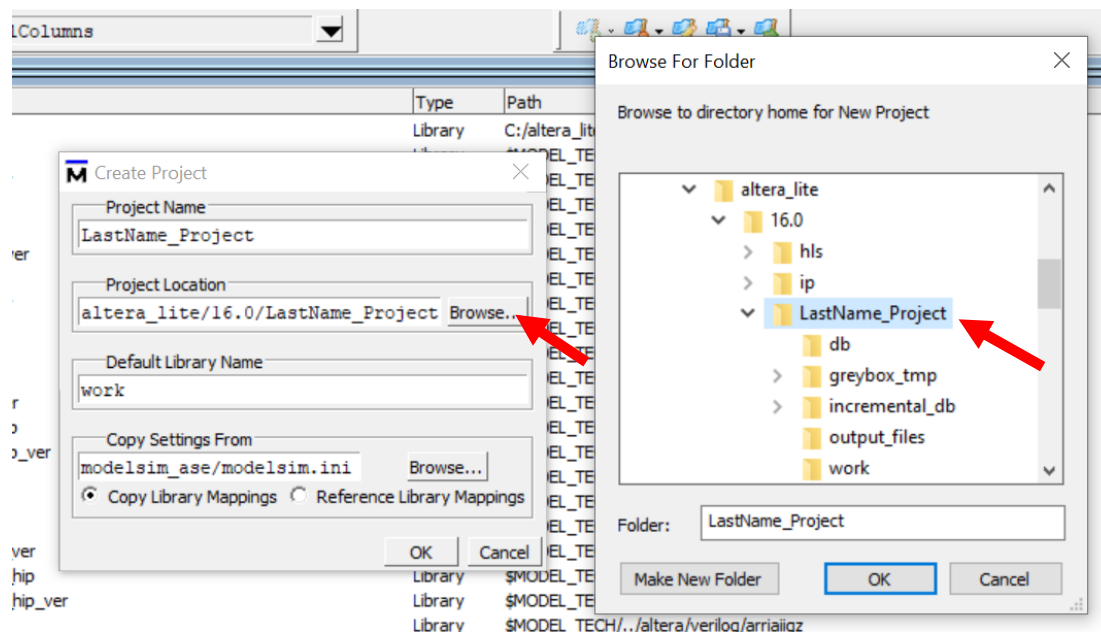 lColumns
Type Path
Library C:/altera_lit
$MODEL_TE
er
r
p
p_ver
ver
hip
Library $MODEL_TE
hip_ver
Library $MODEL_TE
Library $MODEL_TECH/../altera/verilog/arriaiigz
Create Project
Project Name
LastName_Project
Project Location
altera_lite/16.0/LastName_Project Browse...
Default Library Name
work
Copy Settings From
modelsim_ase/modelsim.ini Browse...
Copy Library Mappings Reference Library Mappings
OK Cancel
Browse For Folder
Browse to directory home for New Project
altera_lite
16.0
hls
ip
LastName_Project
db
greybox_tmp
incremental_db
output_files
work
Folder: LastName_Project
Make New Folder OK Cancel